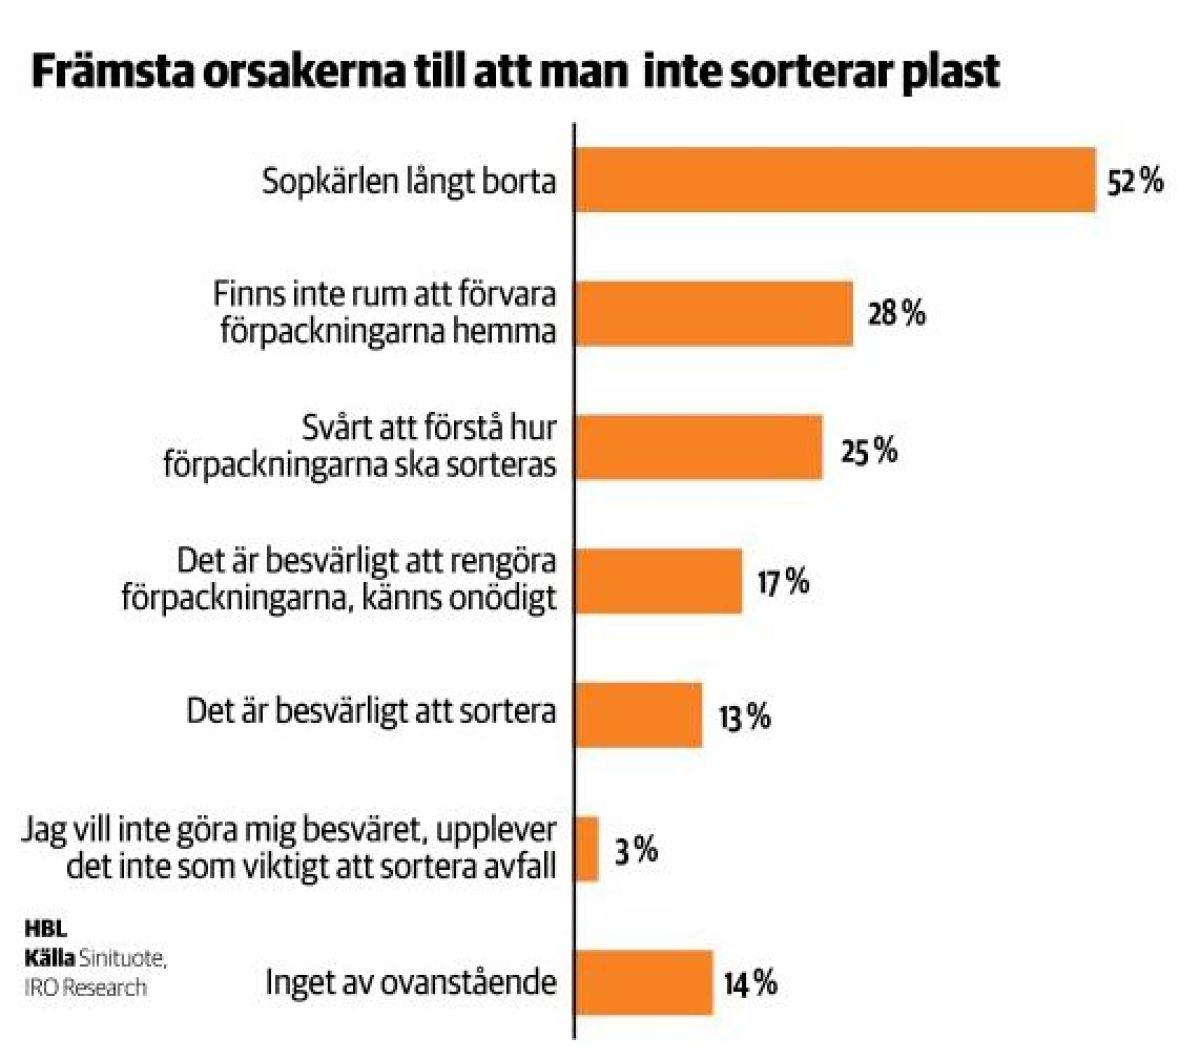 Främsta orsakerna till att man inte sorterar plast
Sopkärlen långt borta
52 %
Finns inte rum att förvara
förpackningarna hemma
28 %
Svårt att förstå hur
förpackningarna ska sorteras
25 %
Det är besvärligt att rengöra
förpackningarna, känns onödigt
17 %
Det är besvärligt att sortera
13 %
Jag vill inte göra mig besväret, upplever
det inte som viktigt att sortera avfall
3 %
Inget av ovanstående
14 %
HBL
Källa Sinituote,
IRO Research